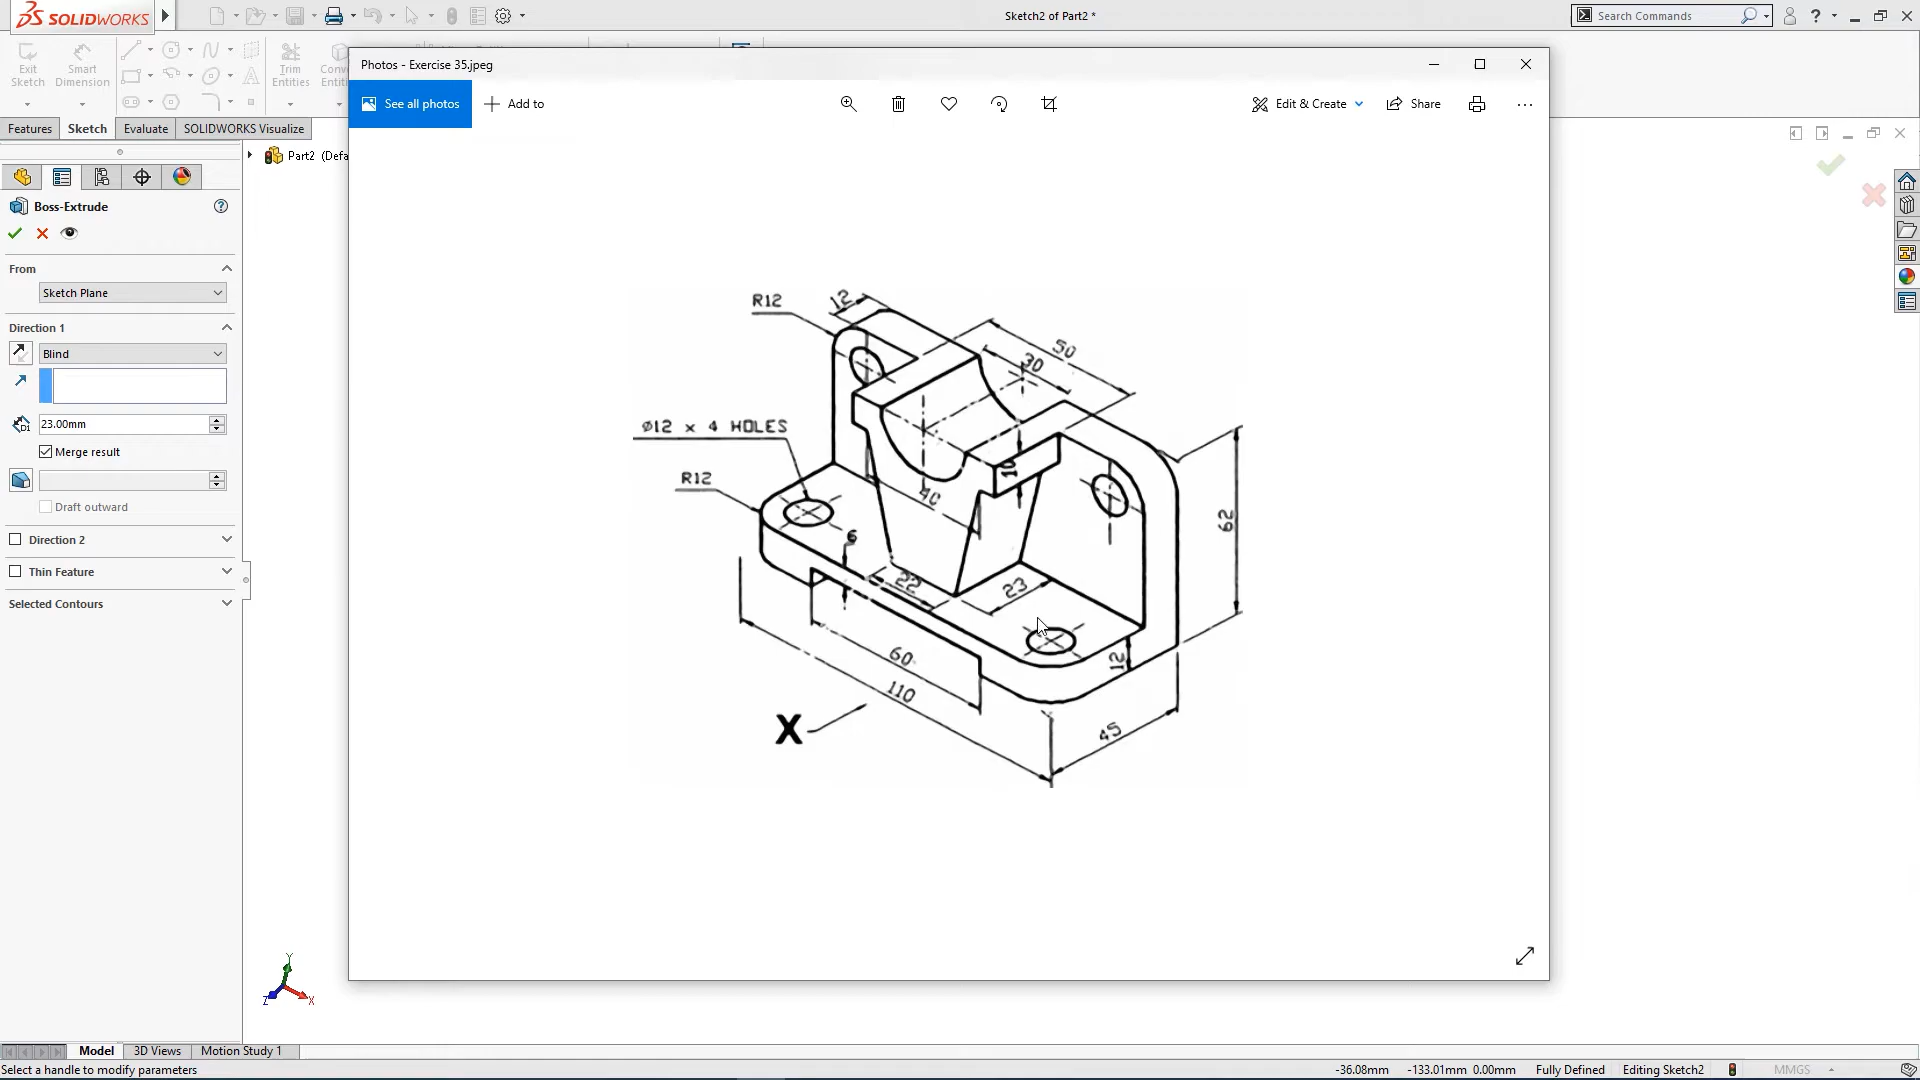 SOLIDWORKS
Sketch2 of Part2 *
Search Commands
Exit
Sketch
Smart
Dimension
Trim
Entities
Features
Sketch
Evaluate
SOLIDWORKS Visualize
Part2 (Defa
Boss-Extrude
From
Sketch Plane
Direction 1
Blind
23.00mm
Merge result
Draft outward
Direction 2
Thin Feature
Selected Contours
Photos - Exercise 35.jpeg
See all photos
Add to
Edit & Create
Share
R12
12
50
30
Ø12 x 4 HOLES
10
R12
40
62
6
22
23
12
60
110
X
45
Y
Z
X
Model
3D Views
Motion Study 1
Select a handle to modify parameters
-36.08mm
-133.01mm
0.00mm
Fully Defined
Editing Sketch2
MMGS